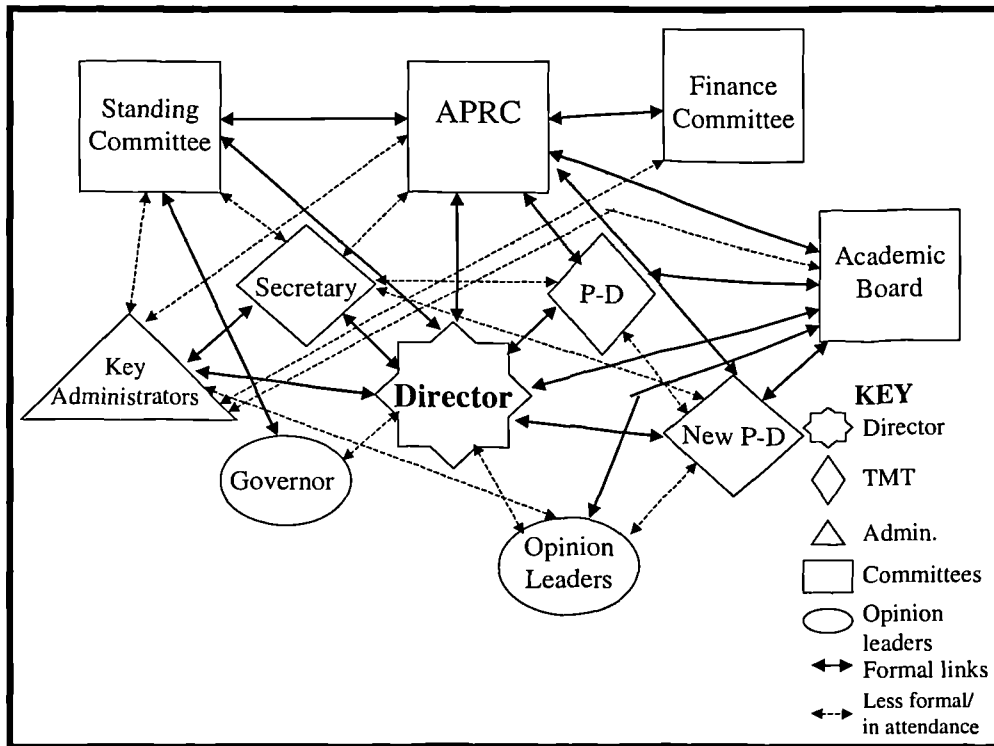 Standing
Committee
APRC
Finance
Committee
Secretary
P-D
Academic
Board
Key
Administrators
Director
New P-D
Governor
Opinion
Leaders
KEY
Director
TMT
Admin.
Committees
Opinion
leaders
Formal links
Less formal/
in attendance